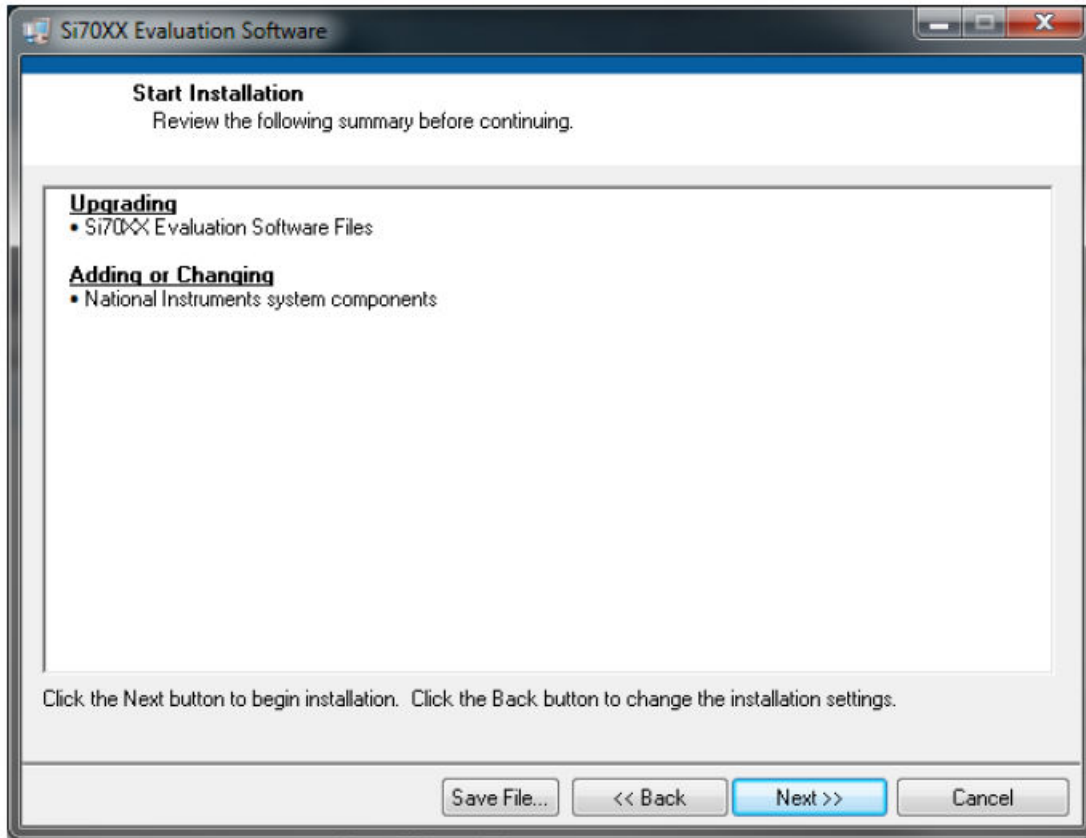 Si70XX Evaluation Software
Start Installation
Review the following summary before continuing.
Upgrading
• Si70XX Evaluation Software Files
Adding or Changing
• National Instruments system components
Click the Next button to begin installation. Click the Back button to change the installation settings.
Save File... << Back Next >> Cancel